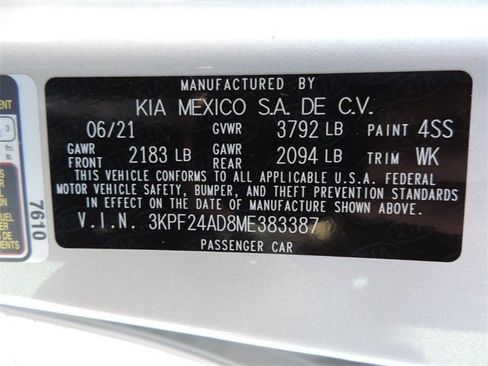 MANUFACTURED BY
KIA MEXICO S.A. DE C.V.
06/21 GVWR 3792 LB PAINT 4SS
GAWR FRONT 2183 LB GAWR REAR 2094 LB TRIM WK
THIS VEHICLE CONFORMS TO ALL APPLICABLE U.S.A. FEDERAL
MOTOR VEHICLE SAFETY, BUMPER, AND THEFT PREVENTION STANDARDS
IN EFFECT ON THE DATE OF MANUFACTURE SHOWN ABOVE.
V.I.N. 3KPF24AD8ME383387
PASSENGER CAR
7610